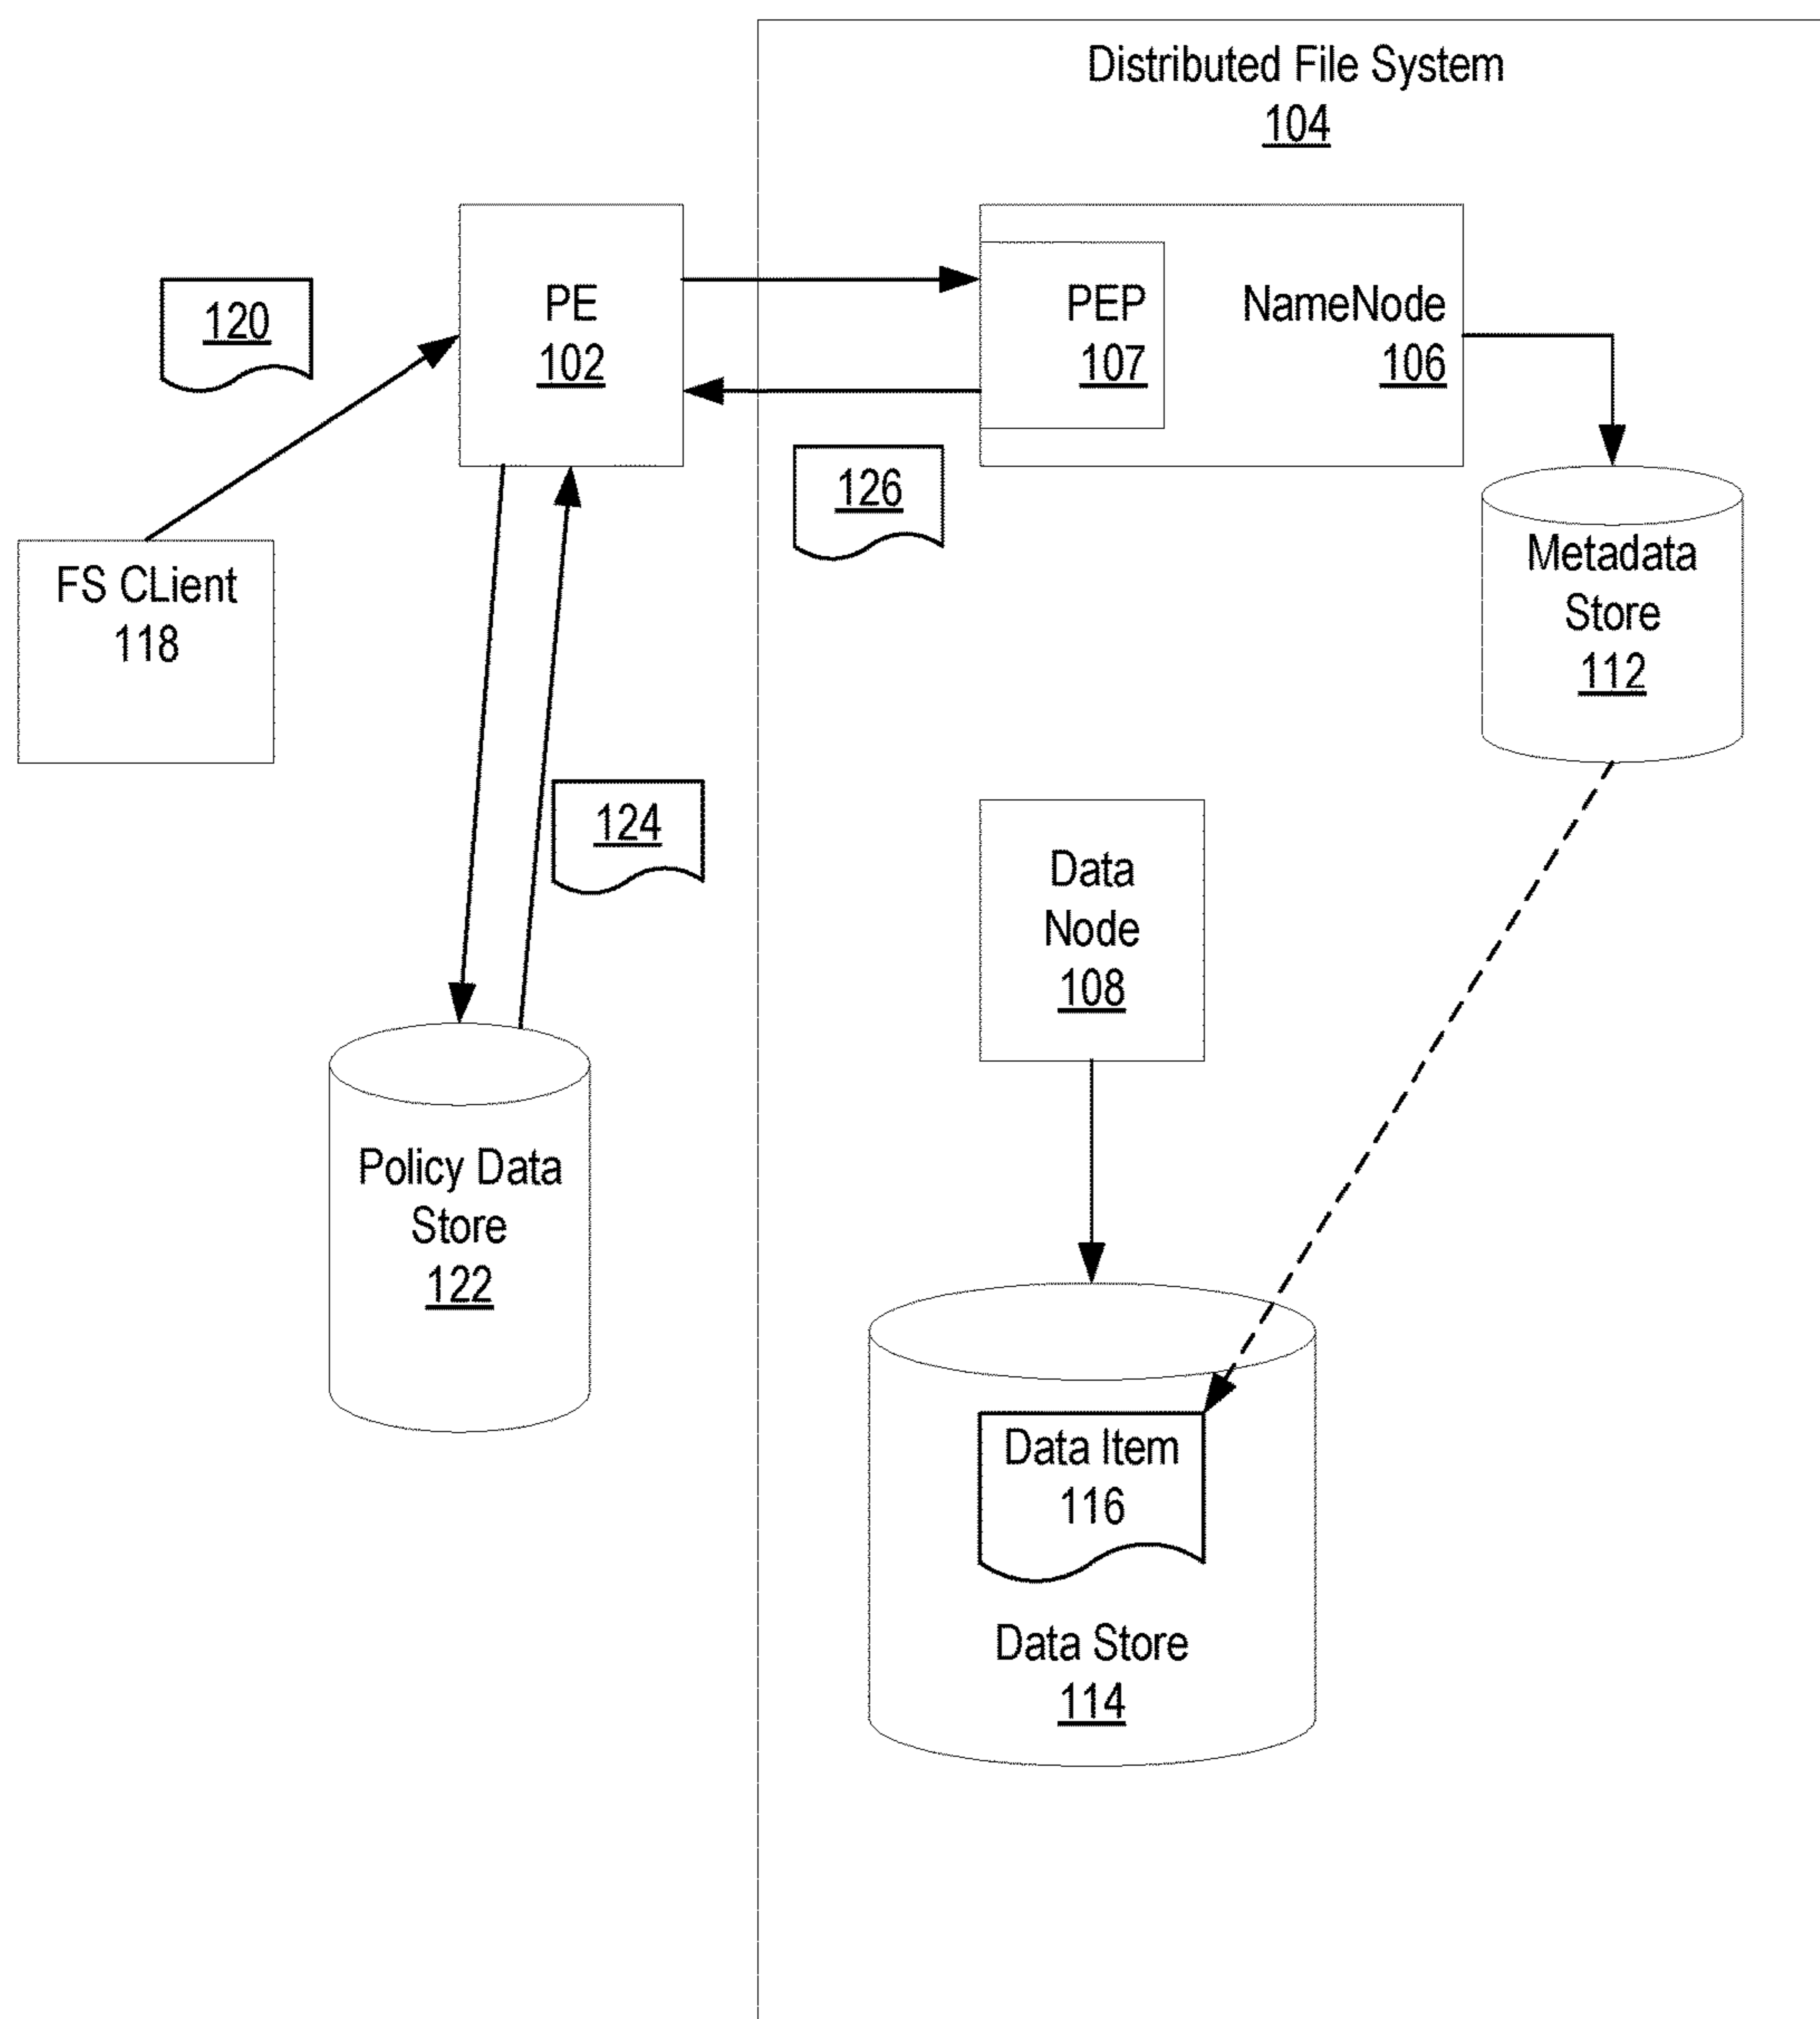 Distributed File System
104
PE
102
PEP
107
NameNode
106
120
126
FS CLient
118
Metadata
Store
112
124
Data
Node
108
Policy Data
Store
122
Data Item
116
Data Store
114